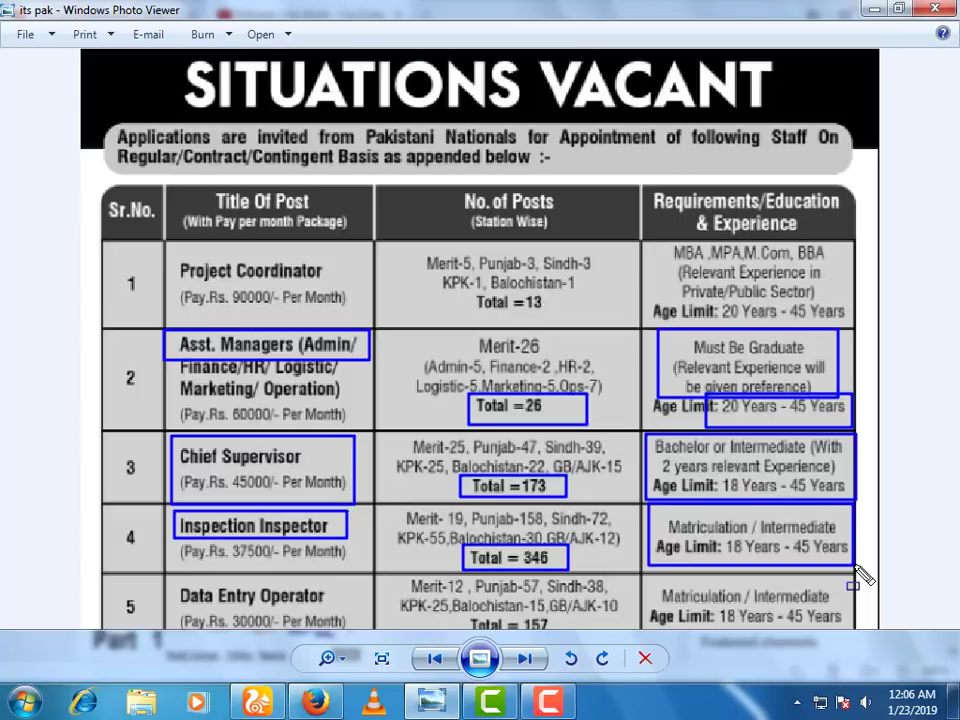 its pak - Windows Photo Viewer
File Print E-mail Burn Open
SITUATIONS VACANT
Applications are invited from Pakistani Nationals for Appointment of following Staff On
Regular/Contract/Contingent Basis as appended below :-
Sr.No.
Title Of Post
(With Pay per month Package)
No. of Posts
(Station Wise)
Requirements/Education
& Experience
1
Project Coordinator
(Pay.Rs. 90000/- Per Month)
Merit-5, Punjab-3, Sindh-3
KPK-1, Balochistan-1
Total =13
MBA ,MPA,M.Com, BBA
(Relevant Experience in
Private/Public Sector)
Age Limit: 20 Years - 45 Years
2
Asst. Managers (Admin/
Finance/HR/ Logistic/
Marketing/ Operation)
(Pay.Rs. 60000/- Per Month)
Merit-26
(Admin-5, Finance-2 ,HR-2,
Logistic-5,Marketing-5,Ops-7)
Total =26
Must Be Graduate
(Relevant Experience will
be given preference)
Age Limit: 20 Years - 45 Years
3
Chief Supervisor
(Pay.Rs. 45000/- Per Month)
Merit-25, Punjab-47, Sindh-39,
KPK-25, Balochistan-22, GB/AJK-15
Total =173
Bachelor or Intermediate (With
2 years relevant Experience)
Age Limit: 18 Years - 45 Years
4
Inspection Inspector
(Pay.Rs. 37500/- Per Month)
Merit- 19, Punjab-158, Sindh-72,
KPK-55,Balochistan-30,GB/AJK-12)
Total = 346
Matriculation / Intermediate
Age Limit: 18 Years - 45 Years
5
Data Entry Operator
(Pay.Rs. 30000/- Per Month)
Merit-12 , Punjab-57, Sindh-38,
KPK-25,Balochistan-15,GB/AJK-10
Total =157
Matriculation / Intermediate
Age Limit: 18 Years - 45 Years
Part 1
12:06 AM
1/23/2019